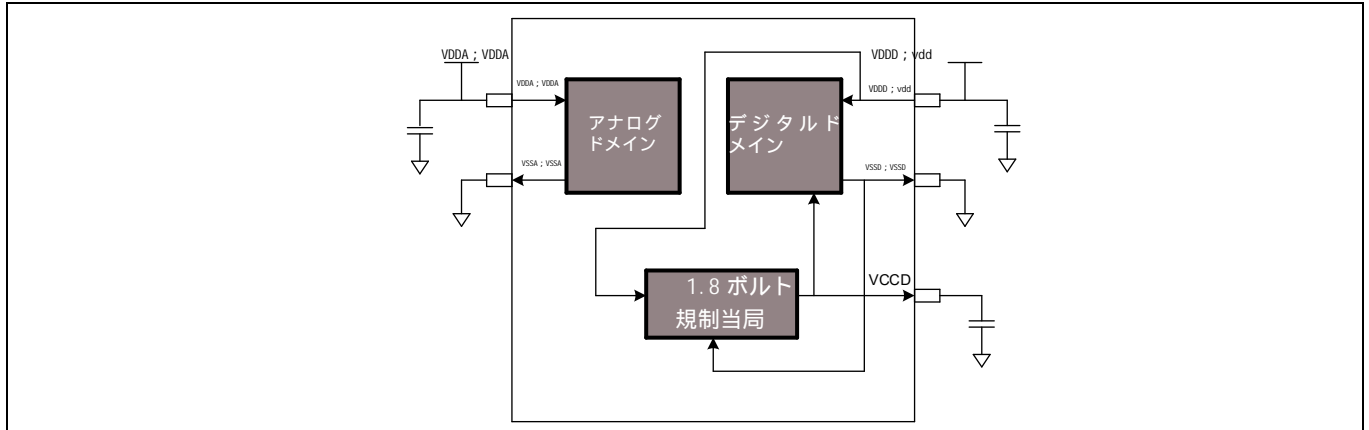 VDDA ; VDDA
VDDD ; vdd
VDDA ; VDDA
VDDD ; vdd
アナログ
ドメイン
デジタルド
メイン
VSSA ; VSSA
VSSD ; VSSD
1.8 ボルト
規制当局
VCCD